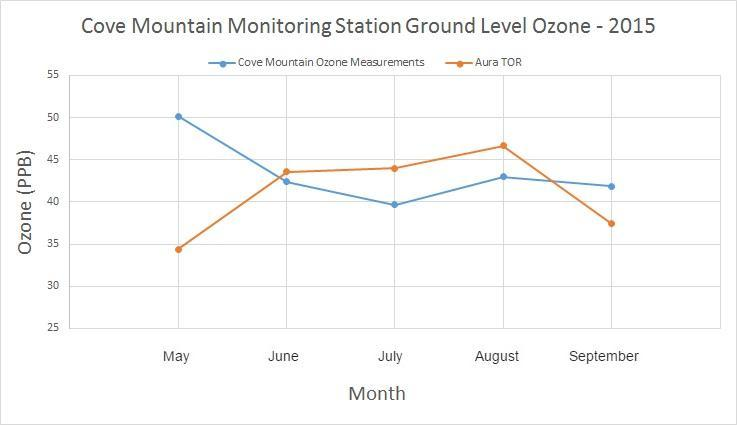 Cove Mountain Monitoring Station Ground Level Ozone - 2015
Cove Mountain Ozone Measurements Aura TOR
55
50
45
40
35
30
25
Ozone (PPB)
May June July August September
Month